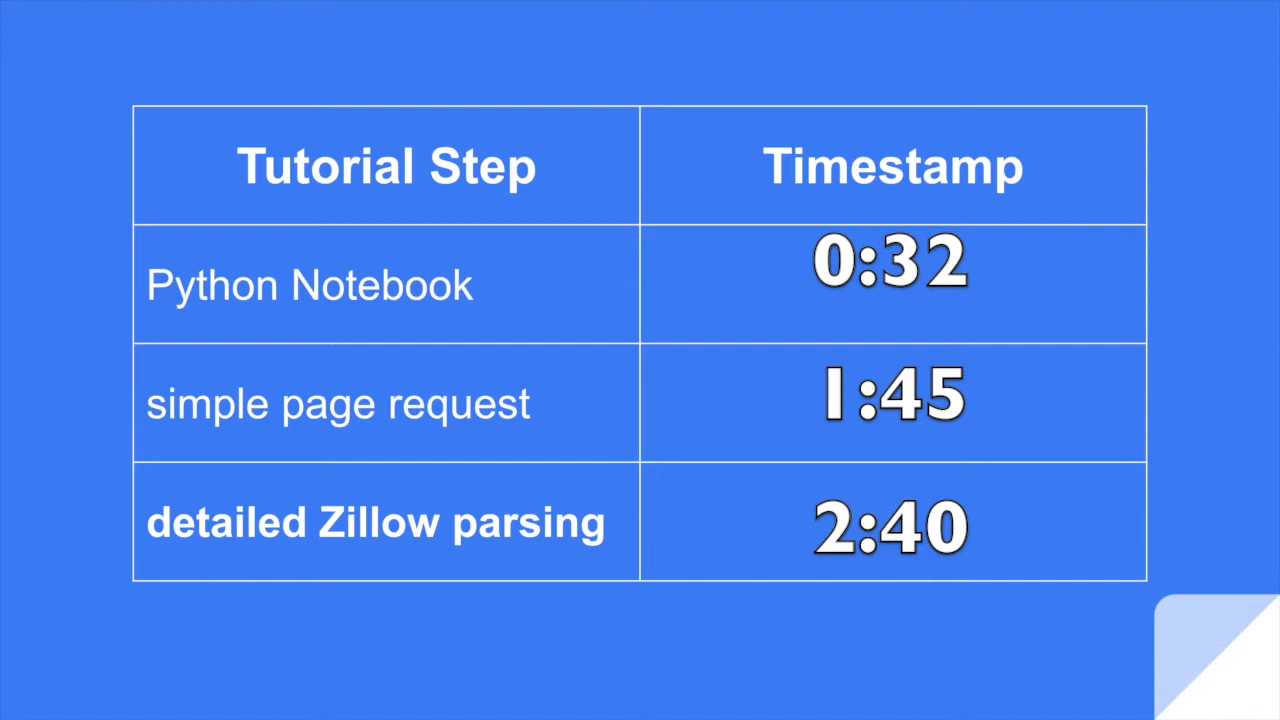 Tutorial Step Timestamp
Python Notebook 0:32
simple page request 1:45
detailed Zillow parsing 2:40